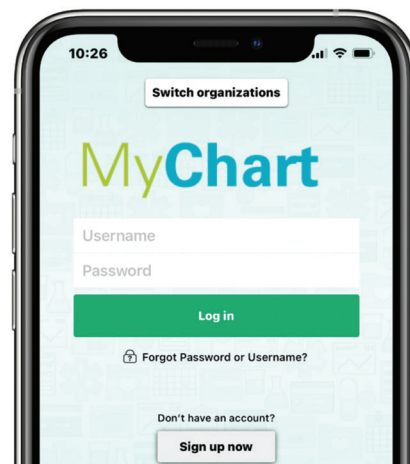 10:26
Switch organizations
MyChart
Username
Password
Log in
Forgot Password or Username?
Don't have an account?
Sign up now